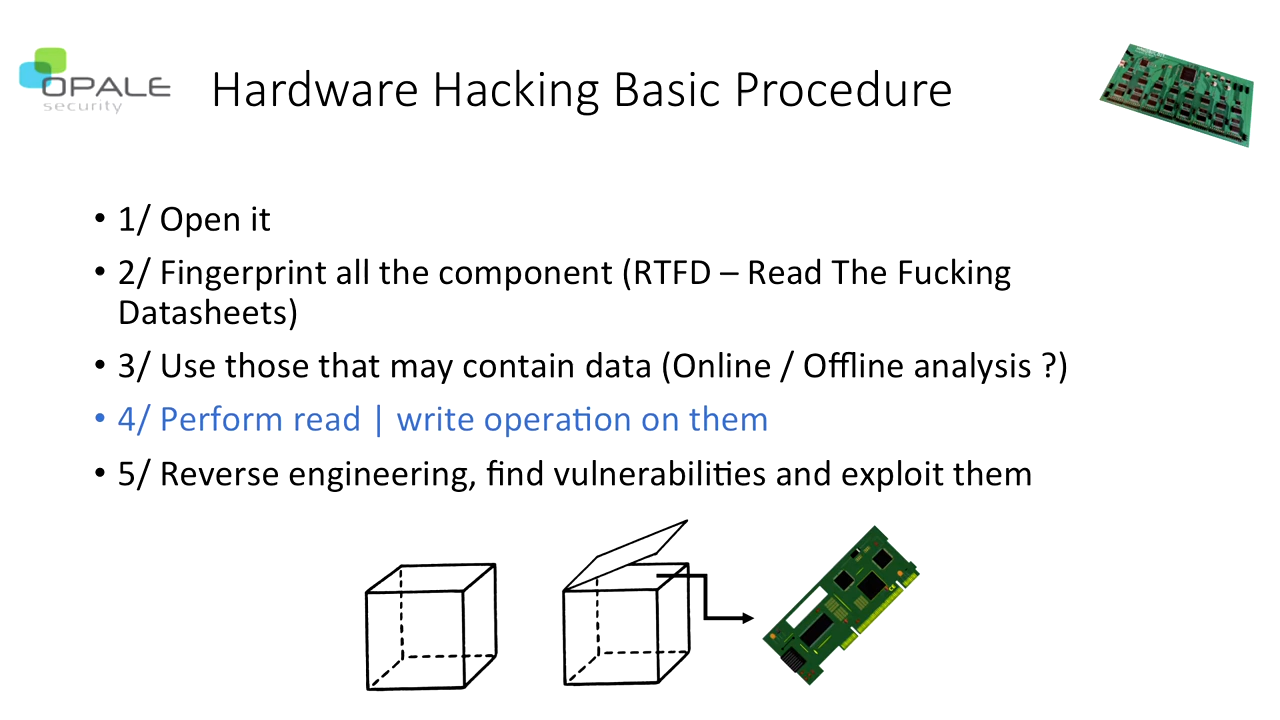 OPALE
security
Hardware Hacking Basic Procedure
• 1/ Open it
• 2/ Fingerprint all the component (RTFD – Read The Fucking
Datasheets)
• 3/ Use those that may contain data (Online / Offline analysis ?)
• 4/ Perform read | write operation on them
• 5/ Reverse engineering, find vulnerabilities and exploit them